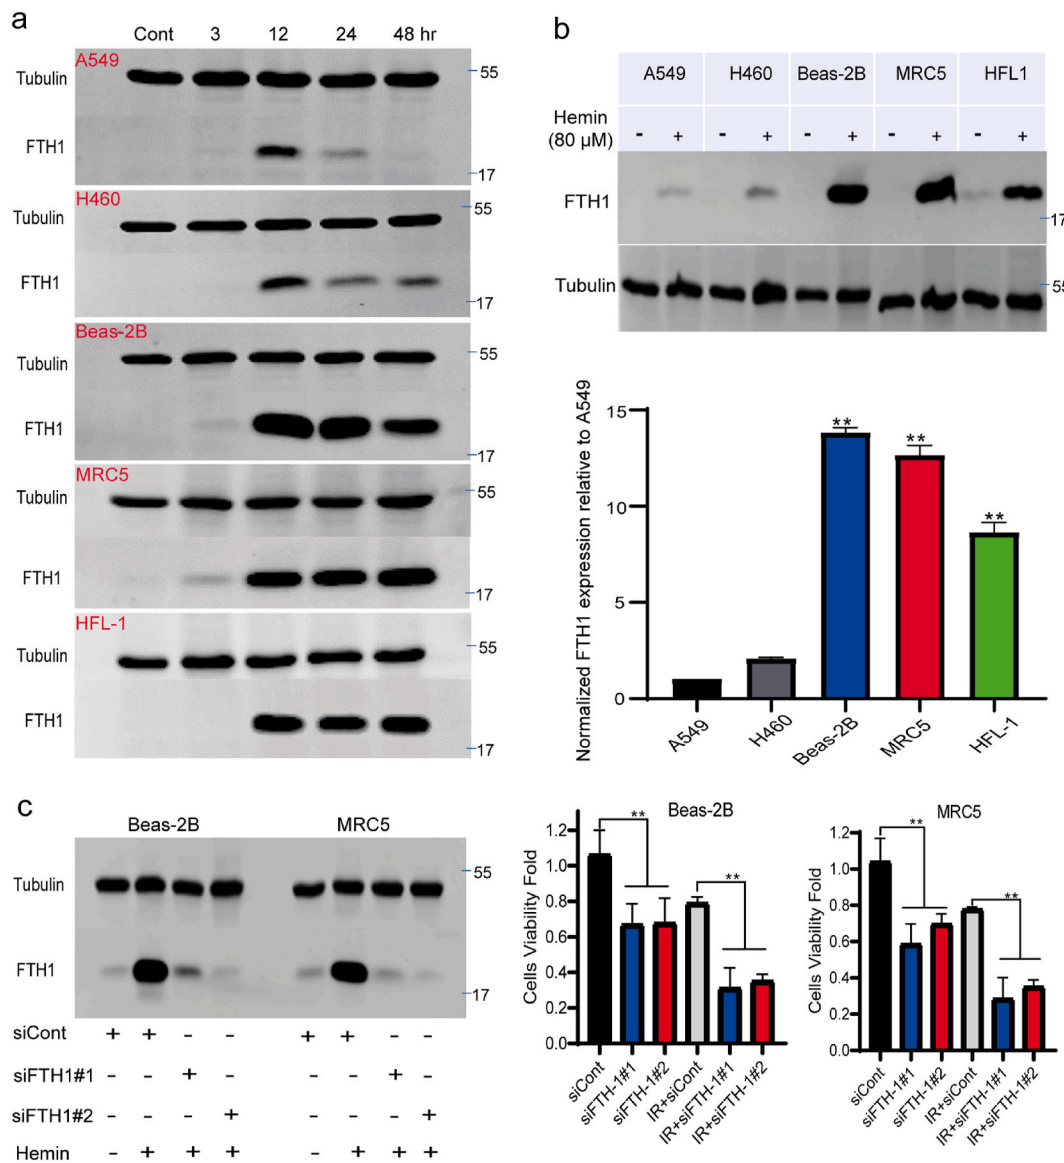 a
Cont 3 12 24 48 hr
A549
Tubulin 55
FTH1
17
H460
Tubulin 55
FTH1
17
Beas-2B
Tubulin 55
FTH1
17
MRC5
Tubulin 55
FTH1
17
HFL-1
Tubulin 55
FTH1
17
b
A549 H460 Beas-2B MRC5 HFL1
Hemin
(80 µM) - + - + - + - + - +
FTH1
17
Tubulin 55
Normalized FTH1 expression relative to A549
15
10
5
0
** ** **
A549 H460 Beas-2B MRC5 HFL-1
c
Beas-2B MRC5
Tubulin 55
FTH1
17
siCont + + - - + + - -
siFTH1#1 - - + - - - + -
siFTH1#2 - - - + - - - +
Hemin - + + + - + + +
Beas-2B
Cells Viability Fold
1.2
1.0
0.8
0.6
0.4
0.2
0.0
** **
siCont siFTH-1#1 siFTH-1#2 IR+siCont IR+siFTH-1#1 IR+siFTH-1#2
MRC5
Cells Viability Fold
1.2
1.0
0.8
0.6
0.4
0.2
0.0
** **
siCont siFTH-1#1 siFTH-1#2 IR+siCont IR+siFTH-1#1 IR+siFTH-1#2